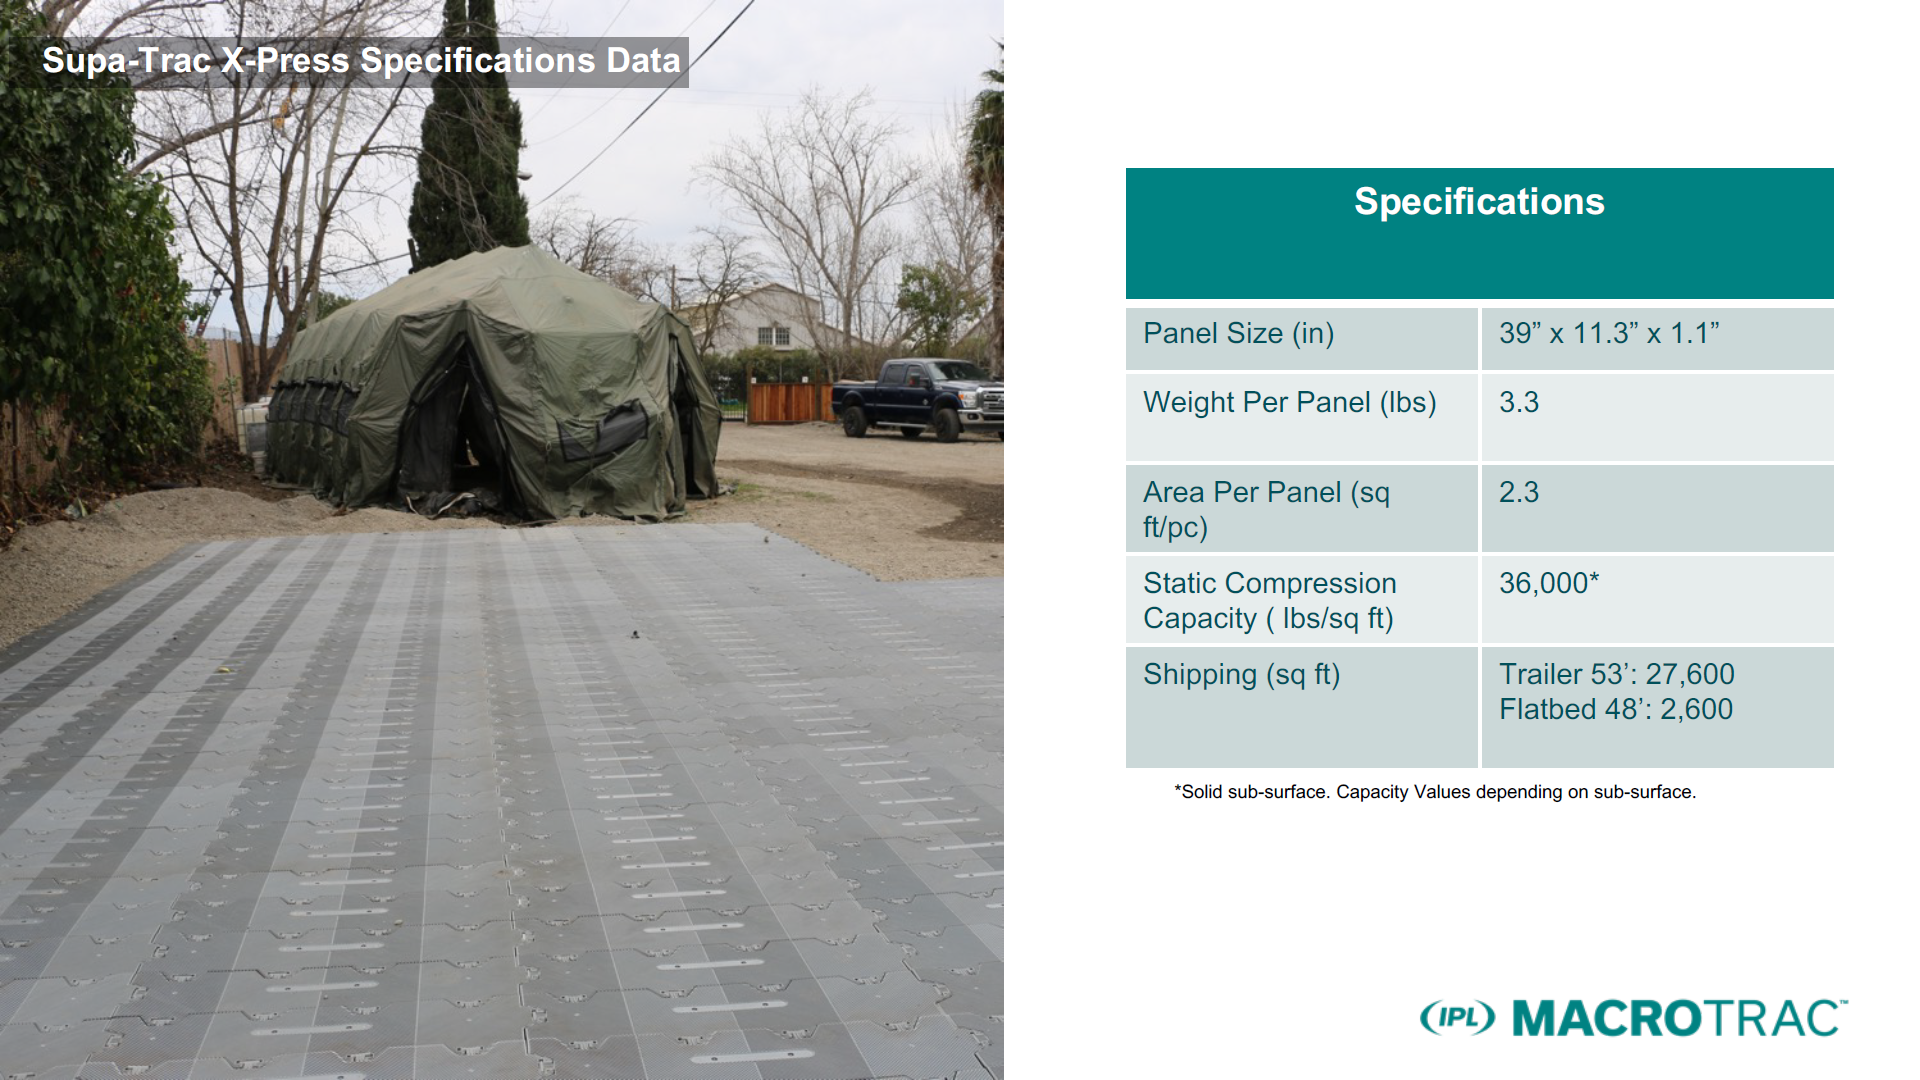 Supa-Trac X-Press Specifications Data
Specifications
Panel Size (in)
39” x 11.3” x 1.1”
Weight Per Panel (lbs)
3.3
Area Per Panel (sq
ft/pc)
2.3
Static Compression
Capacity ( lbs/sq ft)
36,000*
Shipping (sq ft)
Trailer 53’: 27,600
Flatbed 48’: 2,600
*Solid sub-surface. Capacity Values depending on sub-surface.
(IPL) MACROTRAC™